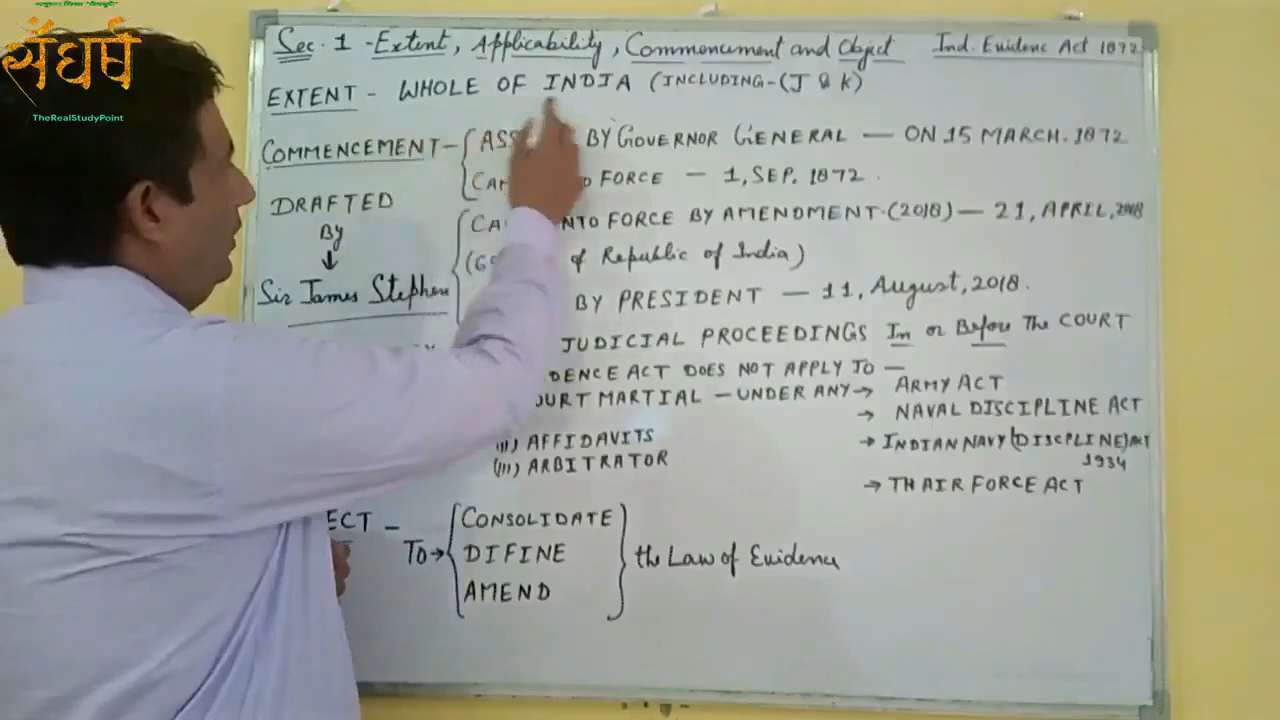 संघर्ष
TheRealStudyPoint
Sec. 1 - Extent, Applicability, Commencement and Object Ind. Evidence Act 1872
EXTENT - WHOLE OF INDIA (INCLUDING-(J & K)
COMMENCEMENT - BY GOVERNOR GENERAL — ON 15 MARCH. 1872
FORCE — 1, SEP. 1872.
DRAFTED
By
Sir James Stephen
INTO FORCE BY AMENDMENT.(2018) — 21, APRIL, 2018
of Republic of India)
BY PRESIDENT — 11, August, 2018.
JUDICIAL PROCEEDINGS In or Before The COURT
DENCE ACT DOES NOT APPLY TO —
OURT MARTIAL — UNDER ANY → ARMY ACT
→ NAVAL DISCIPLINE ACT
(II) AFFIDAVITS → INDIAN NAVY (DISCPLINE) ACT 1934
(III) ARBITRATOR
→ TH AIR FORCE ACT
ECT –
TO → CONSOLIDATE
DIFINE the Law of Evidence
AMEND